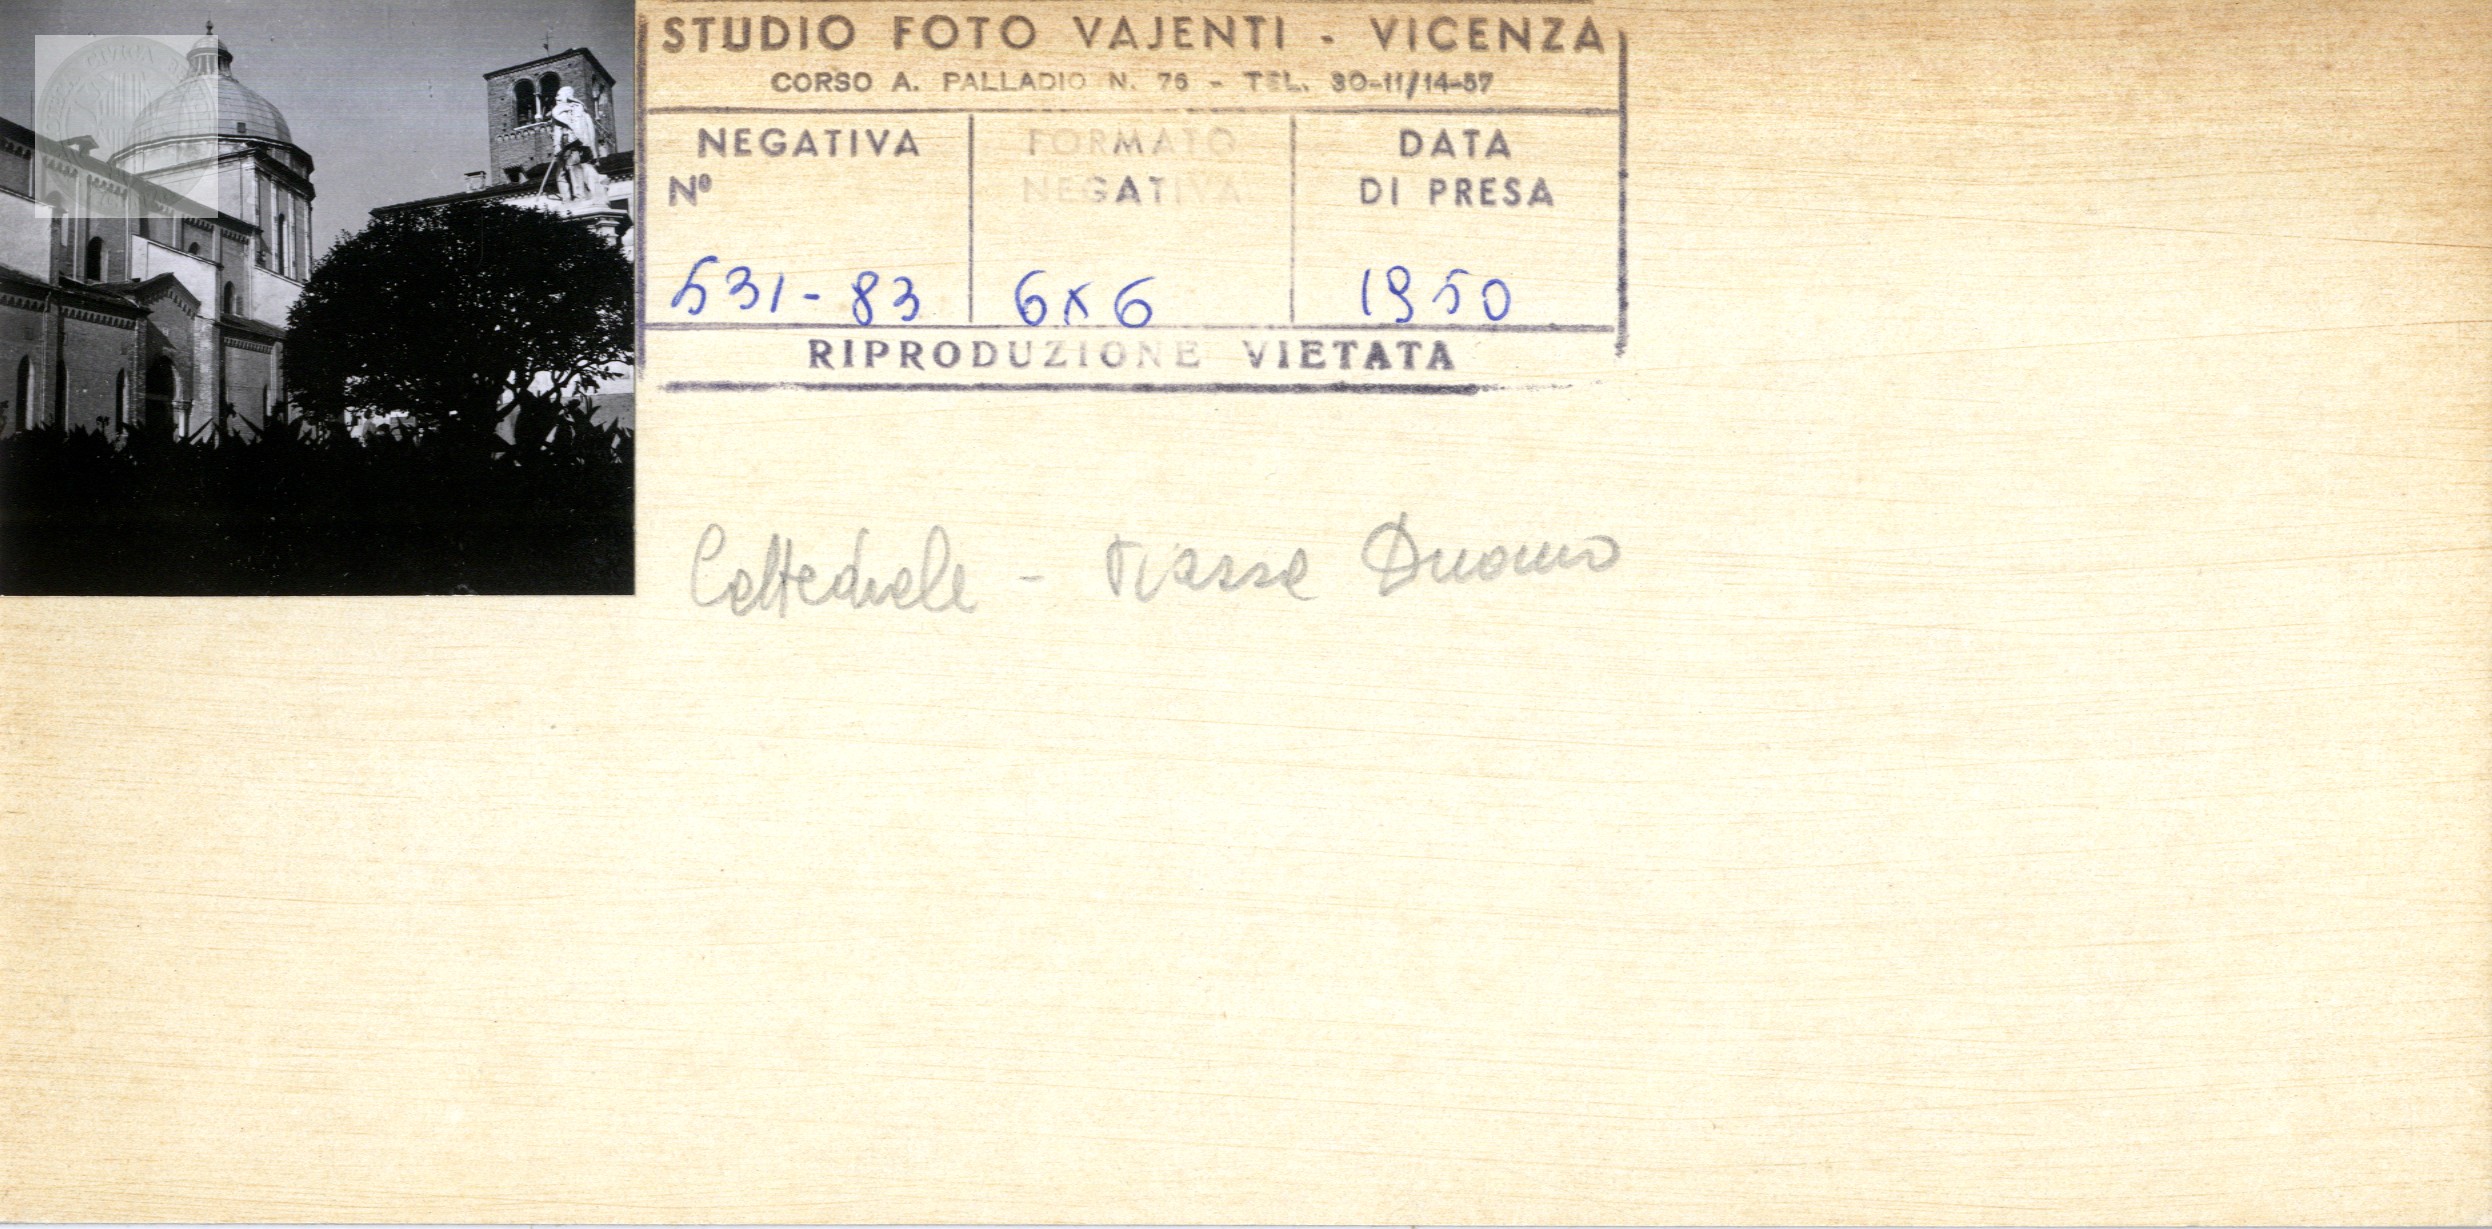 STUDIO FOTO VAJENTI - VICENZA
CORSO A. PALLADIO N. 76 - TEL. 30-11/14-57
NEGATIVA
Nº
531-83
FORMATO
NEGATIVA
6x6
DATA
DI PRESA
1950
RIPRODUZIONE VIETATA
Cattedrale - Piazza Duomo